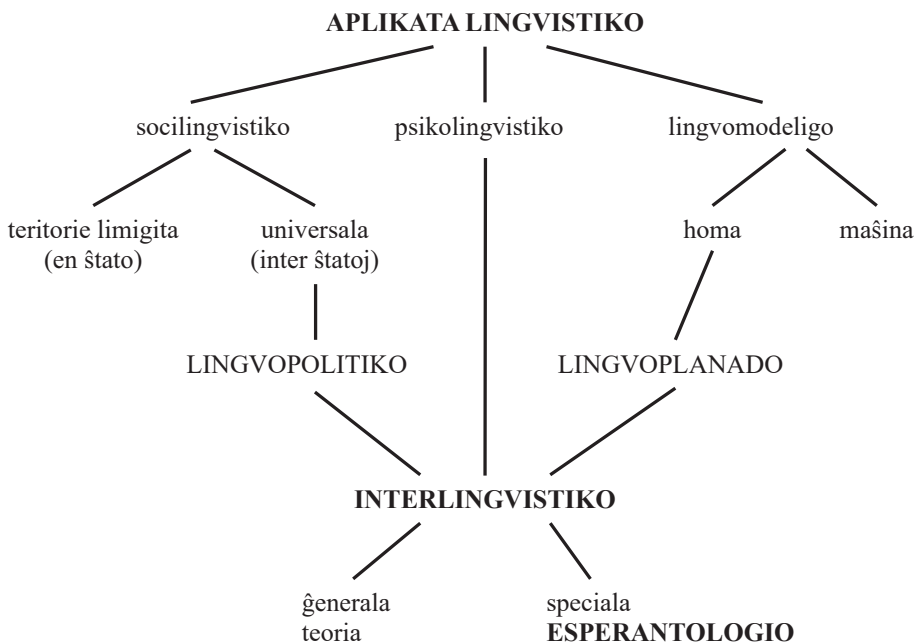 APLIKATA LINGVISTIKO
socilingvistiko psikolingvistiko lingvomodeligo
teritorie limigita universala homa maŝina
(en ŝtato) (inter ŝtatoj)
LINGVOPOLITIKO LINGVOPLANADO
INTERLINGVISTIKO
ĝenerala speciala
teoria ESPERANTOLOGIO